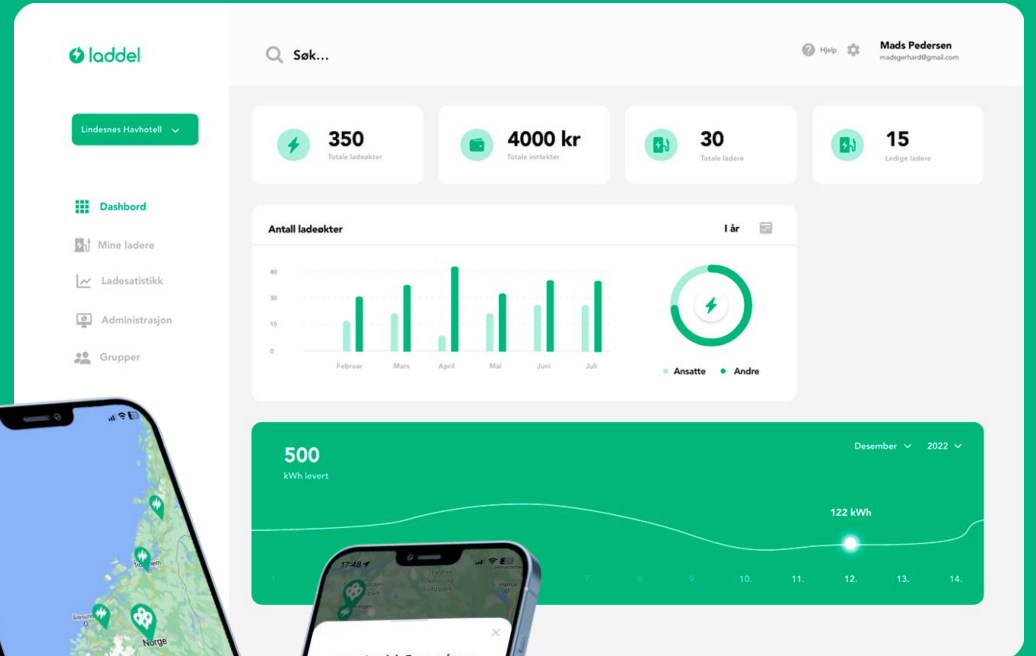 laddel
Søk...
Hjelp
Mads Pedersen
madsgerhard@gmail.com
Lindesnes Havhotell
Dashbord
Mine ladere
Ladesatistikk
Administrasjon
Grupper
350
Totale ladeøkter
4000 kr
Totale inntekter
30
Totale ladere
15
Ledige ladere
Antall ladeøkter
I år
40
30
15
0
Februar Mars April Mai Juni Juli
Ansatte Andre
500
kWh levert
Desember 2022
122 kWh
1. 7. 8. 9. 10. 11. 12. 13. 14.
Norge
17:48